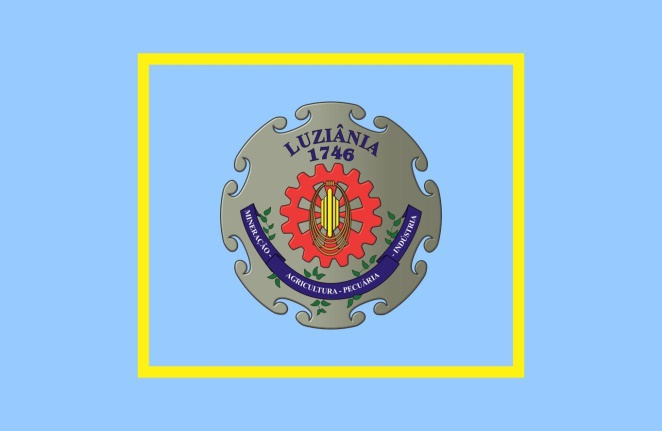 LUZIÂNIA
1746
MINERAÇÃO - AGRICULTURA - PECUÁRIA - INDÚSTRIA